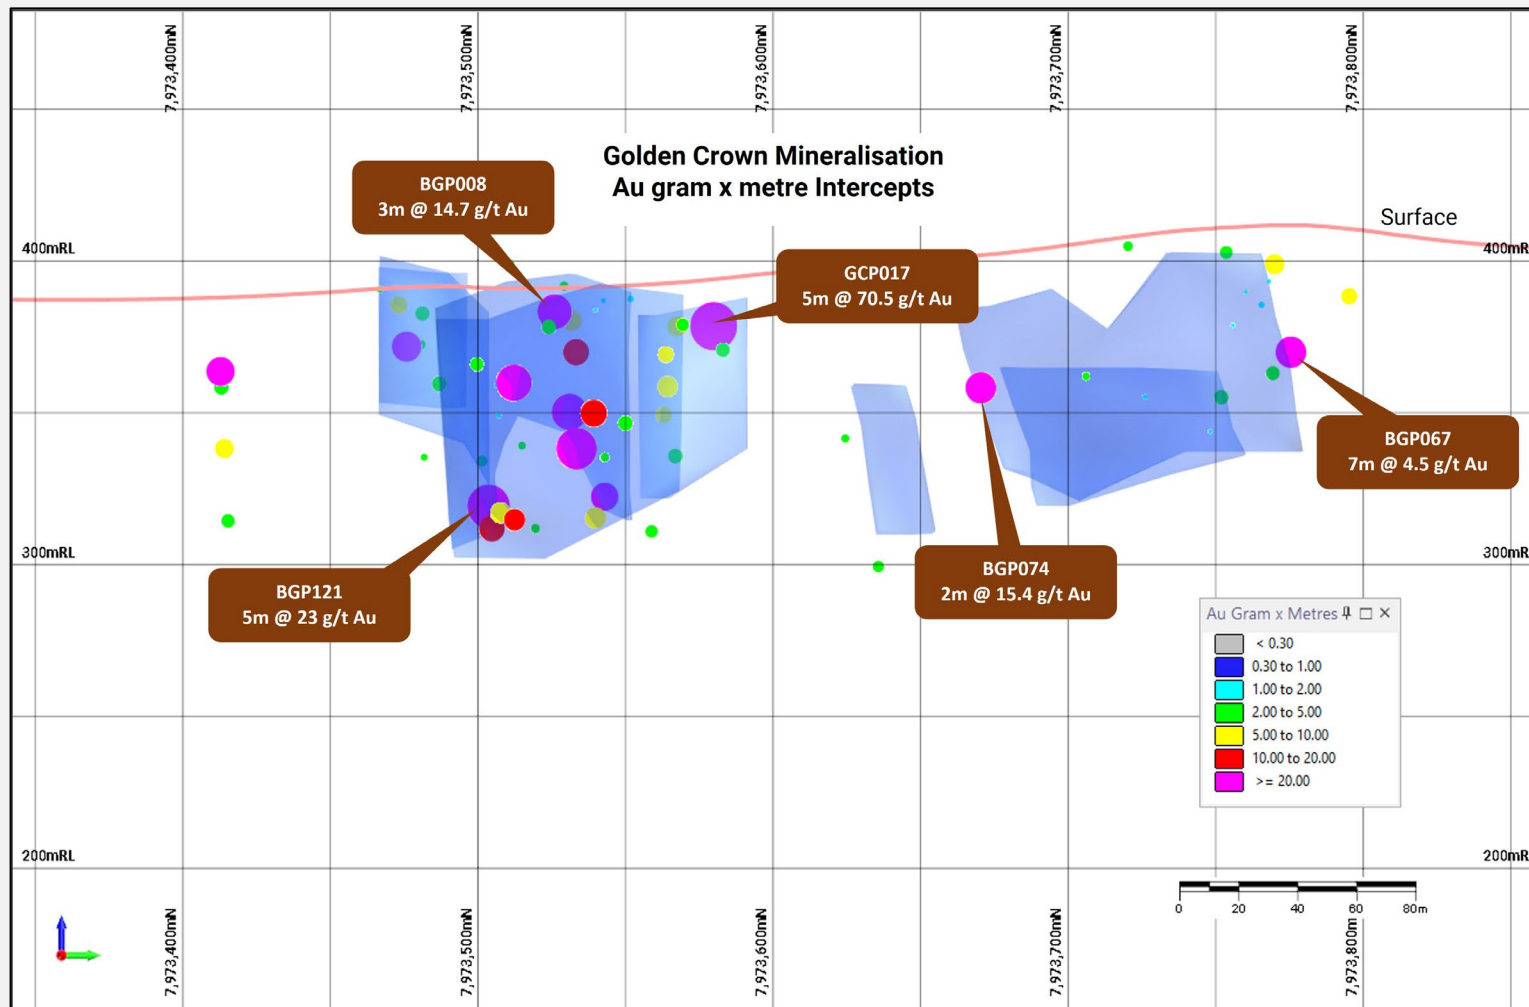 7,973,400mN
7,973,500mN
7,973,600mN
7,973,700mN
7,973,800mN
Golden Crown Mineralisation
Au gram x metre Intercepts
BGP008
3m @ 14.7 g/t Au
Surface
400mRL
400mR
GCP017
5m @ 70.5 g/t Au
BGP067
7m @ 4.5 g/t Au
300mRL
300mR
BGP074
2m @ 15.4 g/t Au
BGP121
5m @ 23 g/t Au
Au Gram x Metres
< 0.30
0.30 to 1.00
1.00 to 2.00
2.00 to 5.00
5.00 to 10.00
10.00 to 20.00
>= 20.00
200mRL
200mR
0 20 40 60 80m
7,973,400mN
7,973,500mN
7,973,600mN
7,973,700mN
7,973,800mN